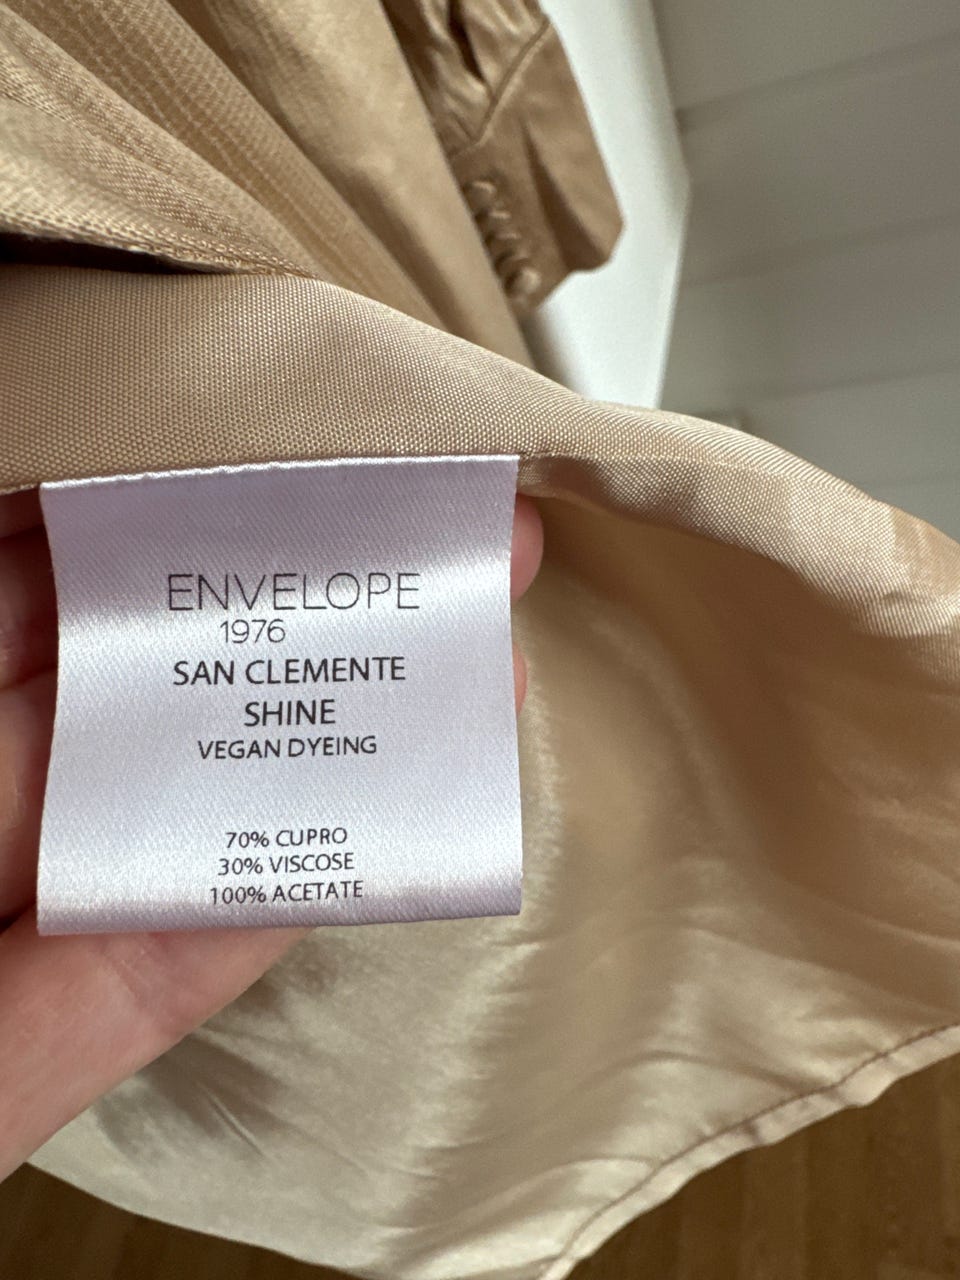 ENVELOPE
1976
SAN CLEMENTE
SHINE
VEGAN DYEING
70% CUPRO
30% VISCOSE
100% ACETATE